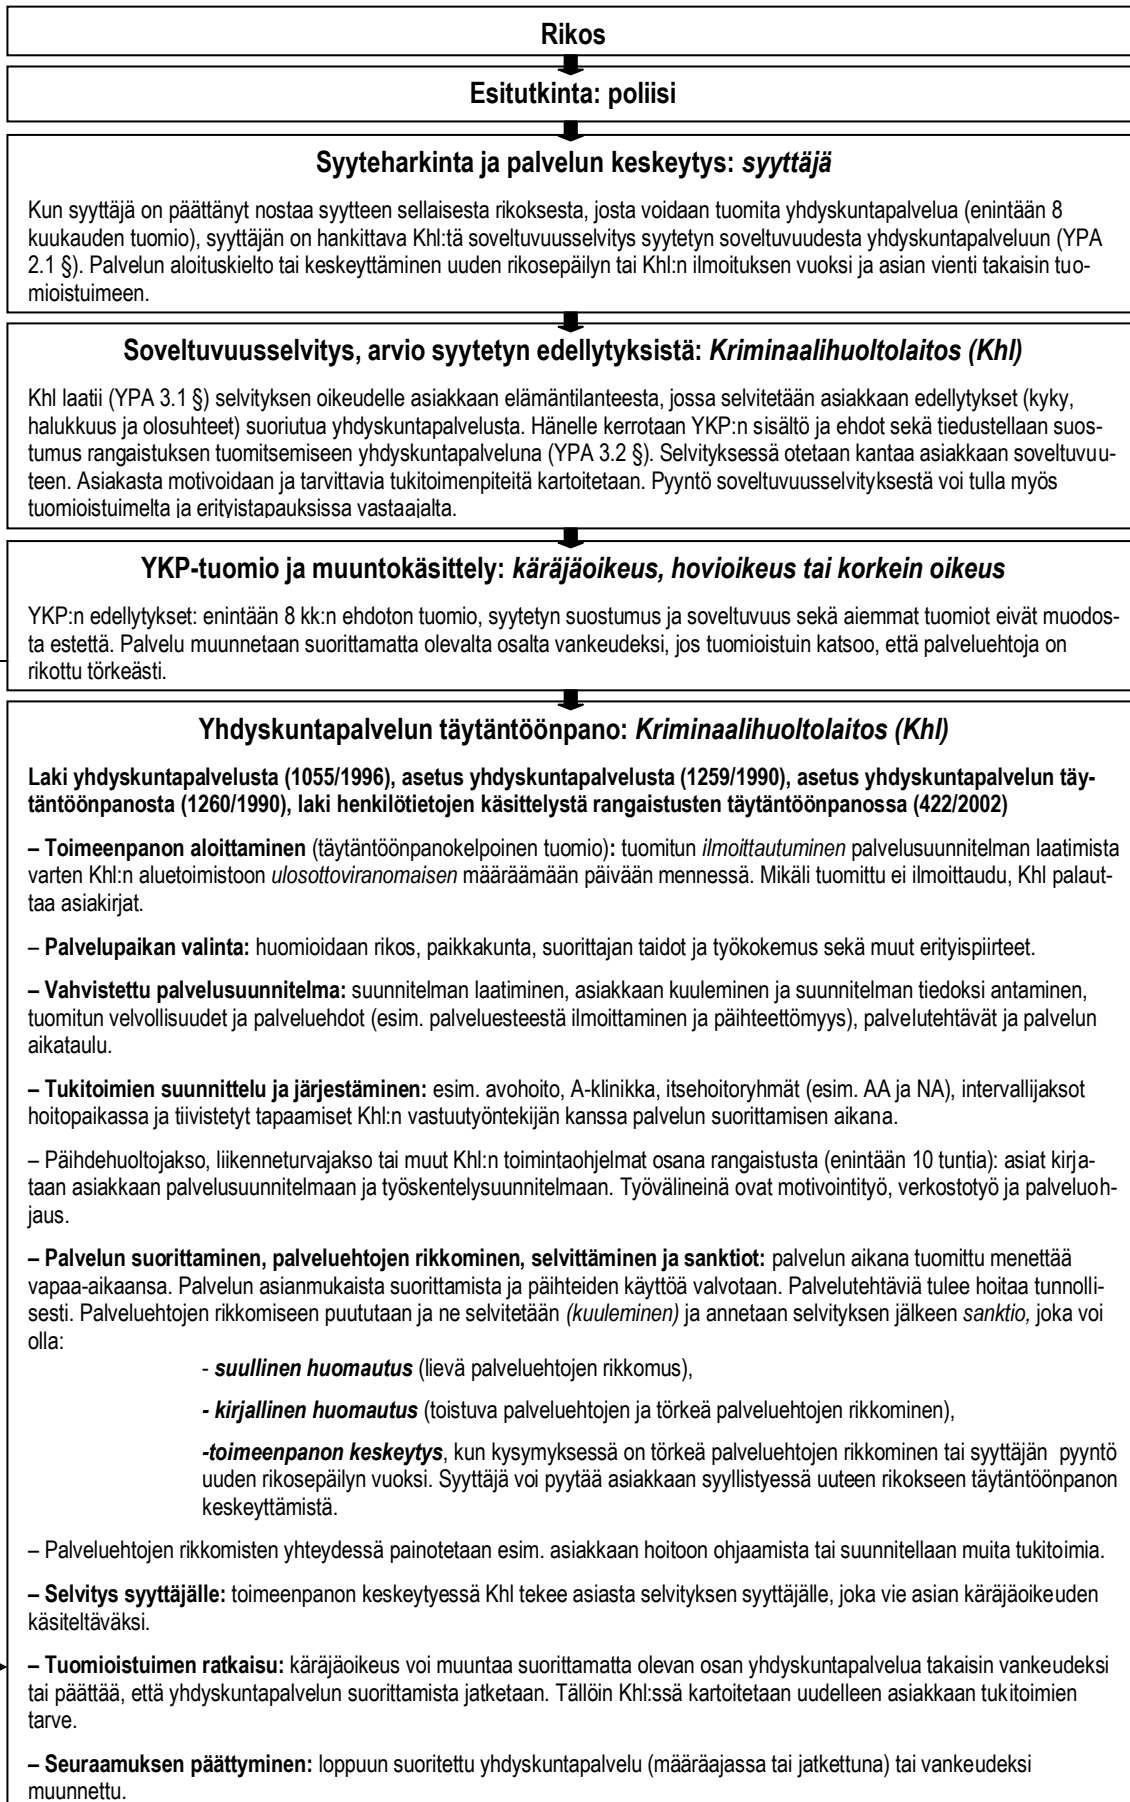 Rikos
Esitutkinta: poliisi
Syyteharkinta ja palvelun keskeytys: syyttäjä
Kun syyttäjä on päättänyt nostaa syytteen sellaisesta rikoksesta, josta voidaan tuomita yhdyskuntapalvelua (enintään 8
kuukauden tuomio), syyttäjän on hankittava Khl:tä soveltuvuusselvitys syytetyn soveltuvuudesta yhdyskuntapalveluun (YPA
2.1 §). Palvelun aloituskielto tai keskeyttäminen uuden rikosepäilyn tai Khl:n ilmoituksen vuoksi ja asian vienti takaisin tuo-
mioistuimeen.
Soveltuvuusselvitys, arvio syytetyn edellytyksistä: Kriminaalihuoltolaitos (Khl)
Khl laatii (YPA 3.1 §) selvityksen oikeudelle asiakkaan elämäntilanteesta, jossa selvitetään asiakkaan edellytykset (kyky,
halukkuus ja olosuhteet) suoriutua yhdyskuntapalvelusta. Hänelle kerrotaan YKP:n sisältö ja ehdot sekä tiedustellaan suos-
tumus rangaistuksen tuomitsemiseen yhdyskuntapalveluna (YPA 3.2 §). Selvityksessä otetaan kantaa asiakkaan soveltuvuu-
teen. Asiakasta motivoidaan ja tarvittavia tukitoimenpiteitä kartoitetaan. Pyyntö soveltuvuusselvityksestä voi tulla myös
tuomioistuimelta ja erityistapauksissa vastaajalta.
YKP-tuomio ja muuntokäsittely: käräjäoikeus, hovioikeus tai korkein oikeus
YKP:n edellytykset: enintään 8 kk:n ehdoton tuomio, syytetyn suostumus ja soveltuvuus sekä aiemmat tuomiot eivät muodos-
ta estettä. Palvelu muunnetaan suorittamatta olevalta osalta vankeudeksi, jos tuomioistuin katsoo, että palveluehtoja on
rikottu törkeästi.
Yhdyskuntapalvelun täytäntöönpano: Kriminaalihuoltolaitos (Khl)
Laki yhdyskuntapalvelusta (1055/1996), asetus yhdyskuntapalvelusta (1259/1990), asetus yhdyskuntapalvelun täy-
täntöönpanosta (1260/1990), laki henkilötietojen käsittelystä rangaistusten täytäntöönpanossa (422/2002)
– Toimeenpanon aloittaminen (täytäntöönpanokelpoinen tuomio): tuomitun ilmoittautuminen palvelusuunnitelman laatimista
varten Khl:n aluetoimistoon ulosottoviranomaisen määräämään päivään mennessä. Mikäli tuomittu ei ilmoittaudu, Khl palaut-
taa asiakirjat.
– Palvelupaikan valinta: huomioidaan rikos, paikkakunta, suorittajan taidot ja työkokemus sekä muut erityispiirteet.
– Vahvistettu palvelusuunnitelma: suunnitelman laatiminen, asiakkaan kuuleminen ja suunnitelman tiedoksi antaminen,
tuomitun velvollisuudet ja palveluehdot (esim. palveluesteestä ilmoittaminen ja päihteettömyys), palvelutehtävät ja palvelun
aikataulu.
– Tukitoimien suunnittelu ja järjestäminen: esim. avohoito, A-klinikka, itsehoitoryhmät (esim. AA ja NA), intervallijaksot
hoitopaikassa ja tiivistetyt tapaamiset Khl:n vastuutyöntekijän kanssa palvelun suorittamisen aikana.
– Päihdehuoltojakso, liikenneturvajakso tai muut Khl:n toimintaohjelmat osana rangaistusta (enintään 10 tuntia): asiat kirja-
taan asiakkaan palvelusuunnitelmaan ja työskentelysuunnitelmaan. Työvälineinä ovat motivointityö, verkostotyö ja palveluoh-
jaus.
– Palvelun suorittaminen, palveluehtojen rikkominen, selvittäminen ja sanktiot: palvelun aikana tuomittu menettää
vapaa-aikaansa. Palvelun asianmukaista suorittamista ja päihteiden käyttöä valvotaan. Palvelutehtäviä tulee hoitaa tunnolli-
sesti. Palveluehtojen rikkomiseen puututaan ja ne selvitetään (kuuleminen) ja annetaan selvityksen jälkeen sanktio, joka voi
olla:
- suullinen huomautus (lievä palveluehtojen rikkomus),
- kirjallinen huomautus (toistuva palveluehtojen ja törkeä palveluehtojen rikkominen),
-toimeenpanon keskeytys, kun kysymyksessä on törkeä palveluehtojen rikkominen tai syyttäjän pyyntö
uuden rikosepäilyn vuoksi. Syyttäjä voi pyytää asiakkaan syyllistyessä uuteen rikokseen täytäntöönpanon
keskeyttämistä.
– Palveluehtojen rikkomisten yhteydessä painotetaan esim. asiakkaan hoitoon ohjaamista tai suunnitellaan muita tukitoimia.
– Selvitys syyttäjälle: toimeenpanon keskeytyessä Khl tekee asiasta selvityksen syyttäjälle, joka vie asian käräjäoikeuden
käsiteltäväksi.
– Tuomioistuimen ratkaisu: käräjäoikeus voi muuntaa suorittamatta olevan osan yhdyskuntapalvelua takaisin vankeudeksi
tai päättää, että yhdyskuntapalvelun suorittamista jatketaan. Tällöin Khl:ssä kartoitetaan uudelleen asiakkaan tukitoimien
tarve.
– Seuraamuksen päättyminen: loppuun suoritettu yhdyskuntapalvelu (määräajassa tai jatkettuna) tai vankeudeksi
muunnettu.